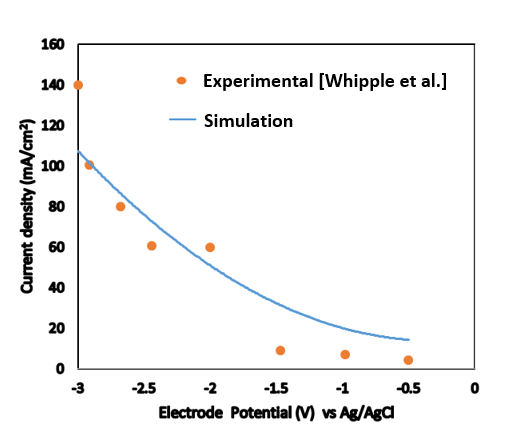 160
140
120
100
80
60
40
20
0
Current density (mA/cm²)
Experimental [Whipple et al.]
Simulation
-3 -2.5 -2 -1.5 -1 -0.5 0
Electrode Potential (V) vs Ag/AgCl